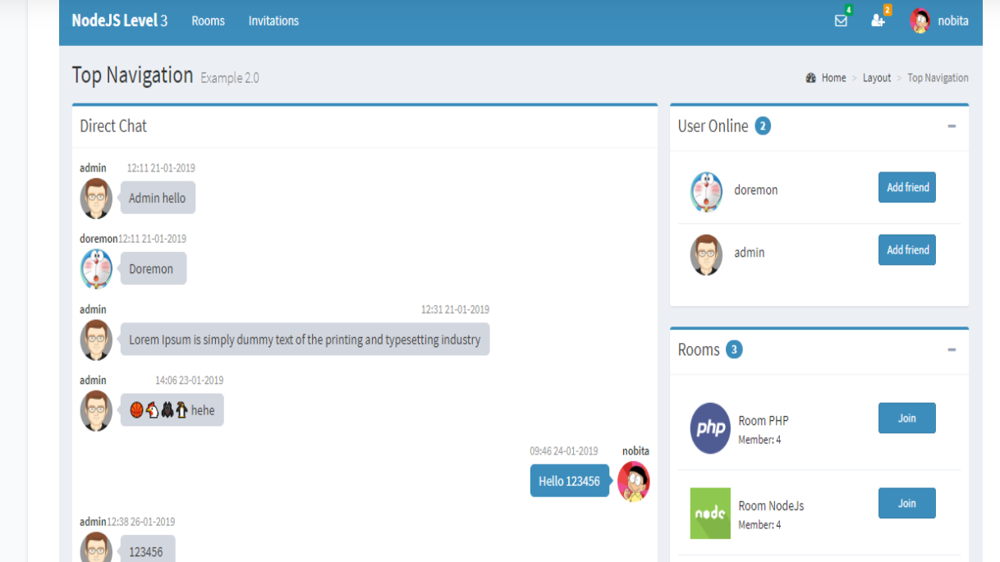 NodeJS Level 3 Rooms Invitations 4 2 nobita
Top Navigation Example 2.0
Home > Layout > Top Navigation
Direct Chat
admin 12:11 21-01-2019
Admin hello
doremon 12:11 21-01-2019
Doremon
admin 12:31 21-01-2019
Lorem Ipsum is simply dummy text of the printing and typesetting industry
admin 14:06 23-01-2019
🏀🐔🕷🐧 hehe
09:46 24-01-2019 nobita
Hello 123456
admin 12:38 26-01-2019
123456
User Online 2
doremon Add friend
admin Add friend
Rooms 3
php
Room PHP
Member: 4
Join
node
Room NodeJs
Member: 4
Join